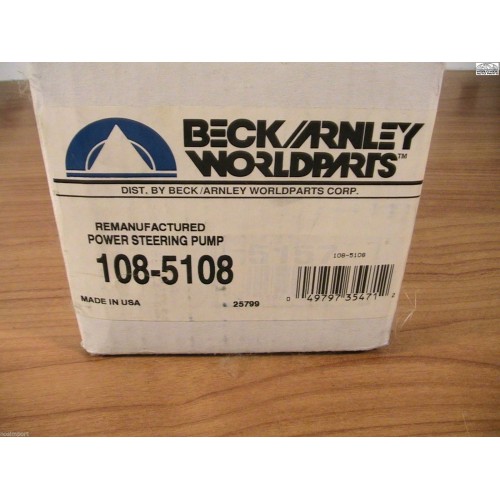 BECK/ARNLEY
WORLDPARTS™
DIST. BY BECK/ARNLEY WORLDPARTS CORP.
REMANUFACTURED
POWER STEERING PUMP
108-5108
108-5108
MADE IN USA
25799
0 49797 35471 2